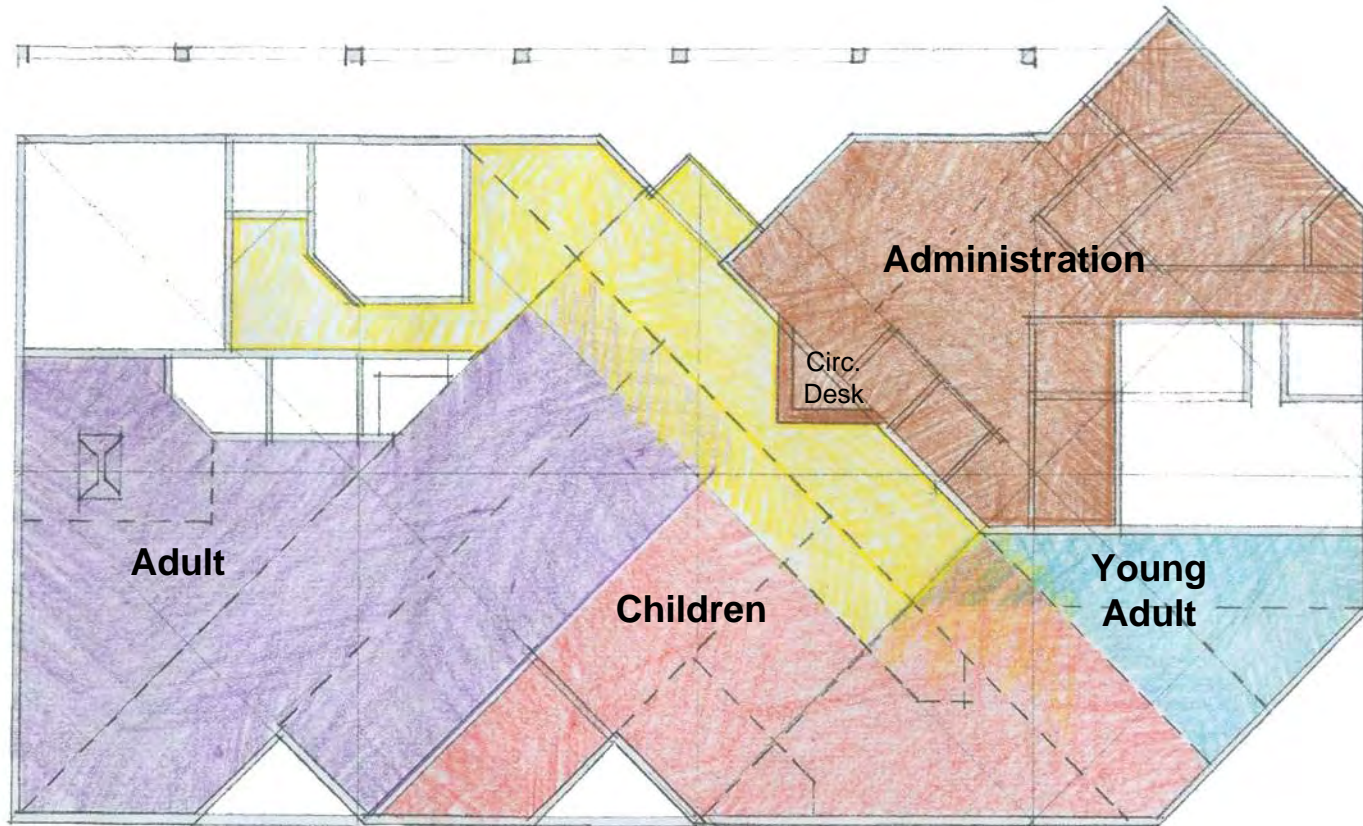 Administration
Circ.
Desk
Adult
Children
Young
Adult